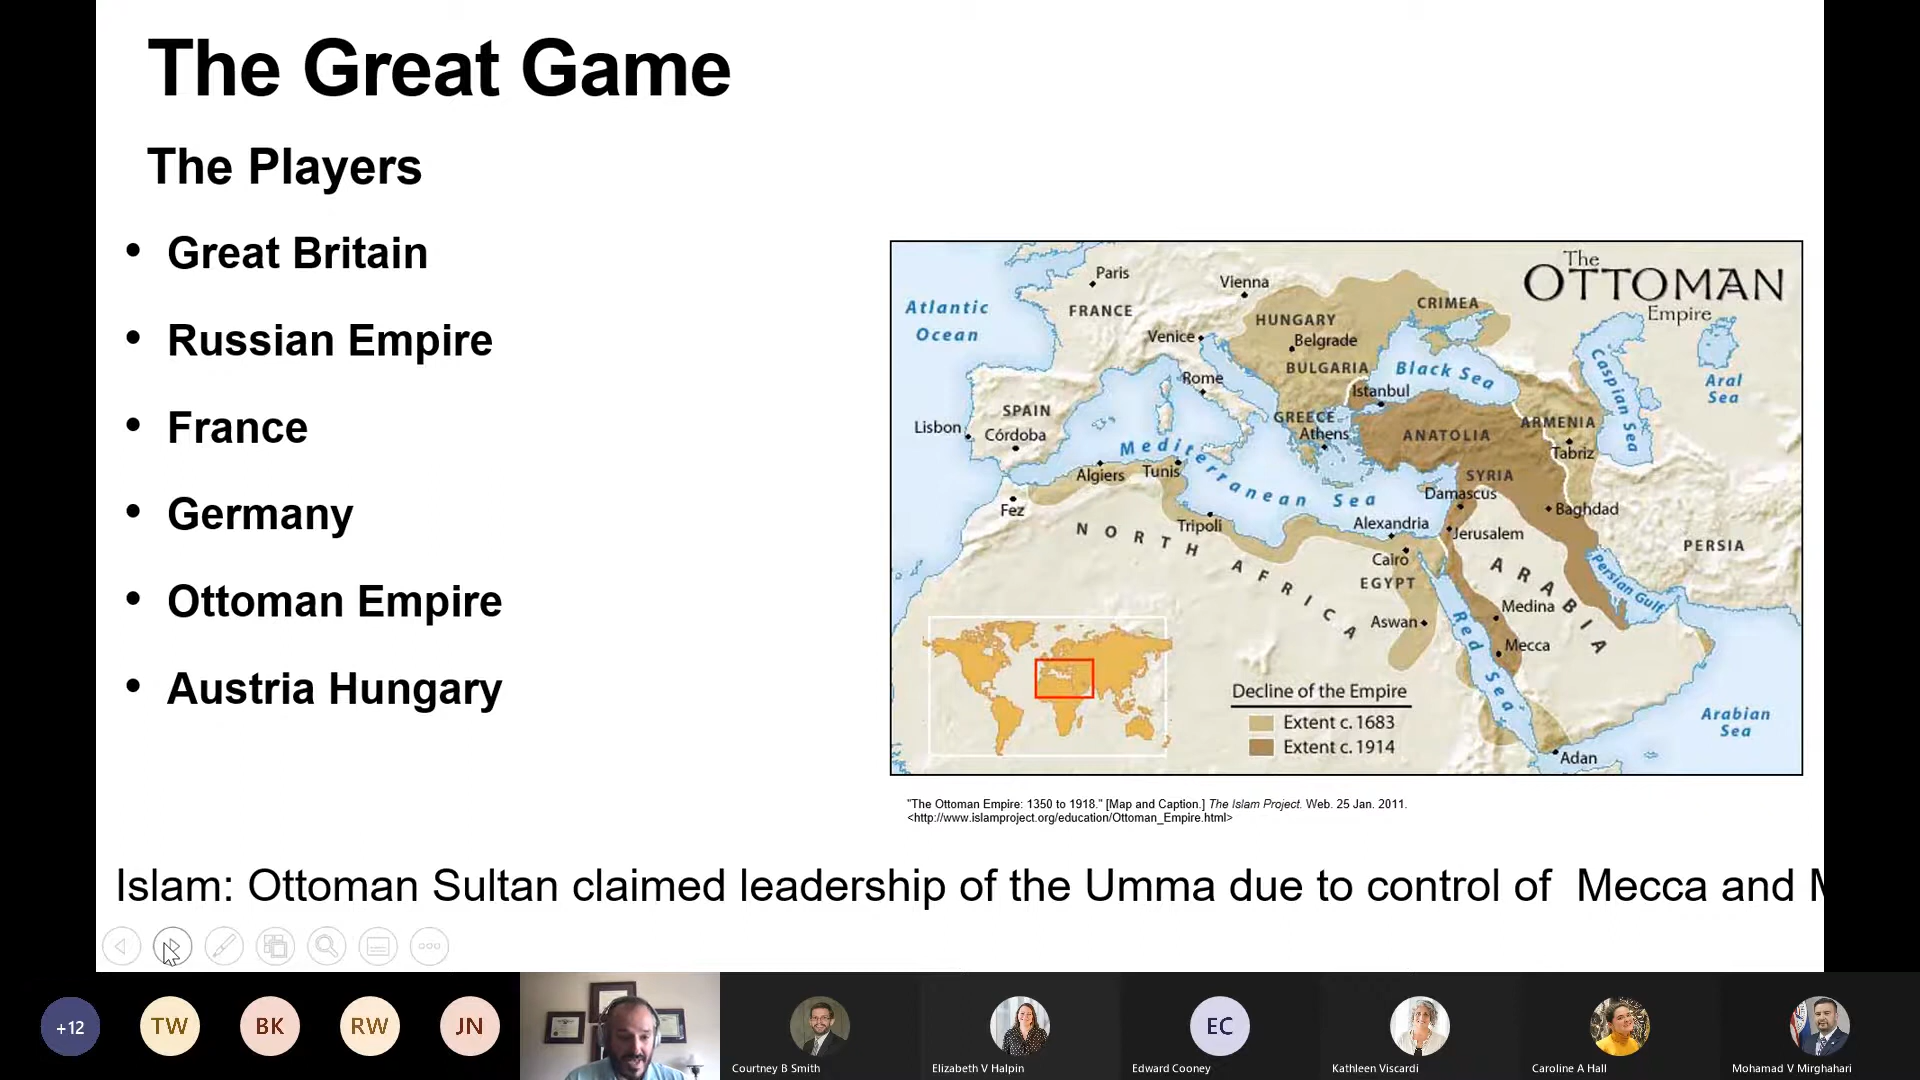 The Great Game
The Players
• Great Britain
• Russian Empire
• France
• Germany
• Ottoman Empire
• Austria Hungary
The
OTTOMAN
Empire
Paris
Vienna
CRIMEA
Atlantic
Ocean
FRANCE
HUNGARY
Venice
Belgrade
BULGARIA
Black Sea
Caspian Sea
Aral
Sea
Rome
Istanbul
SPAIN
GREECE
ARMENIA
Lisbon
Córdoba
Athens
ANATOLIA
Tabriz
Mediterranean Sea
Algiers
Tunis
SYRIA
Damascus
Fez
Tripoli
Alexandria
Baghdad
Jerusalem
NORTH AFRICA
Cairo
PERSIA
EGYPT
ARABIA
Persian Gulf
Medina
Aswan
Red Sea
Mecca
Decline of the Empire
Extent c. 1683
Extent c. 1914
Arabian
Sea
Adan
"The Ottoman Empire: 1350 to 1918." [Map and Caption.] The Islam Project. Web. 25 Jan. 2011.
<http://www.islamproject.org/education/Ottoman_Empire.html>
Islam: Ottoman Sultan claimed leadership of the Umma due to control of Mecca and
+12
TW
BK
RW
JN
EC
Courtney B Smith
Elizabeth V Halpin
Edward Cooney
Kathleen Viscardi
Caroline A Hall
Mohamad V Mirghahari